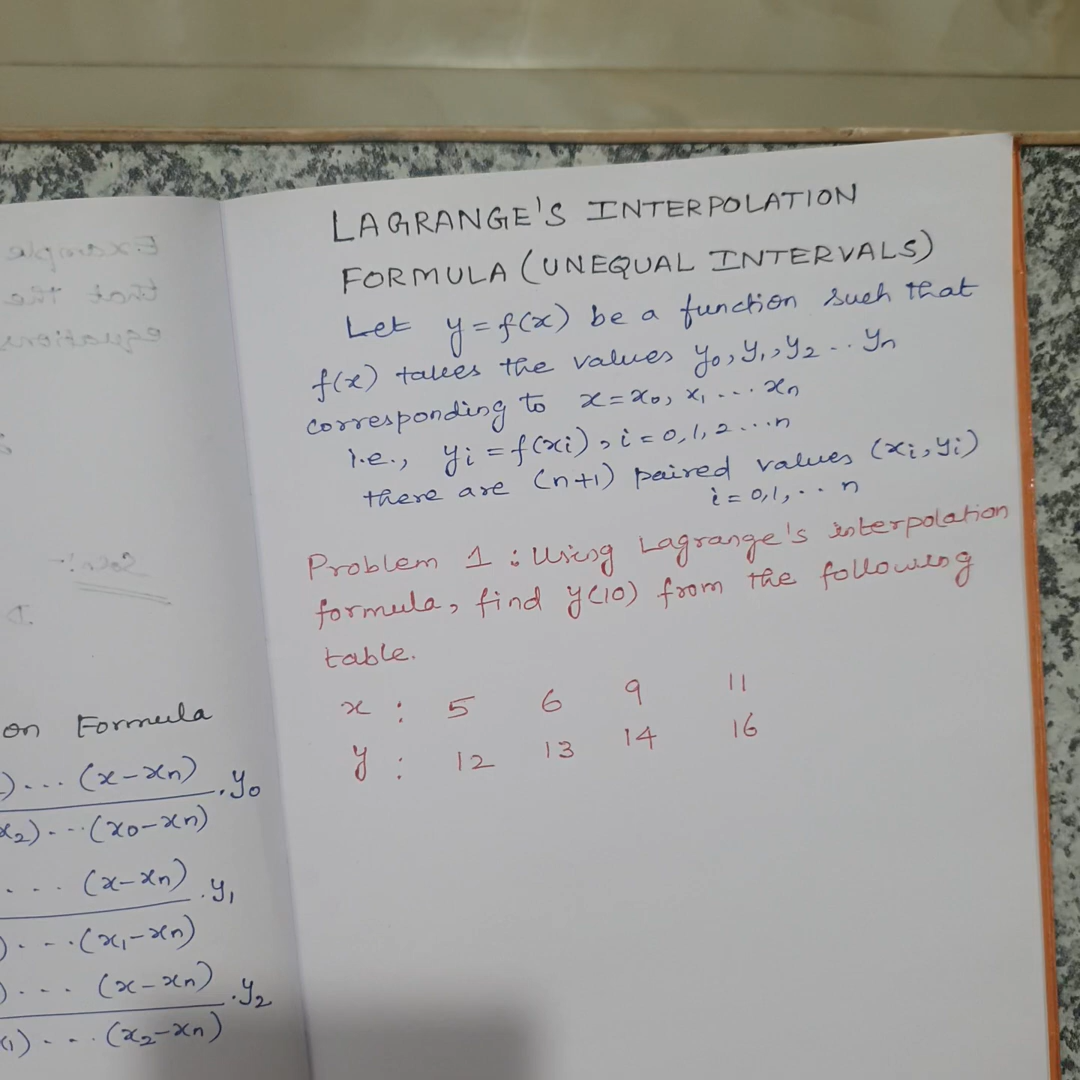 LAGRANGE'S INTERPOLATION
FORMULA (UNEQUAL INTERVALS)
Let y = f(x) be a function such that
f(x) takes the values y₀, y₁, y₂ .. yₙ
corresponding to x = x₀, x₁ ... xₙ
i.e., yᵢ = f(xᵢ), i = 0, 1, 2 ... n
there are (n+1) paired values (xᵢ, yᵢ)
i = 0, 1, .. n
Problem 1 : Using Lagrange's interpolation
formula, find y(10) from the following
table.
x : 5 6 9 11
y : 12 13 14 16
on Formula
)... (x-xₙ) .y₀
x₂)...(x₀-xₙ)
... (x-xₙ) .y₁
)...(x₁-xₙ)
)... (x-xₙ) .y₂
x₁)...(x₂-xₙ)